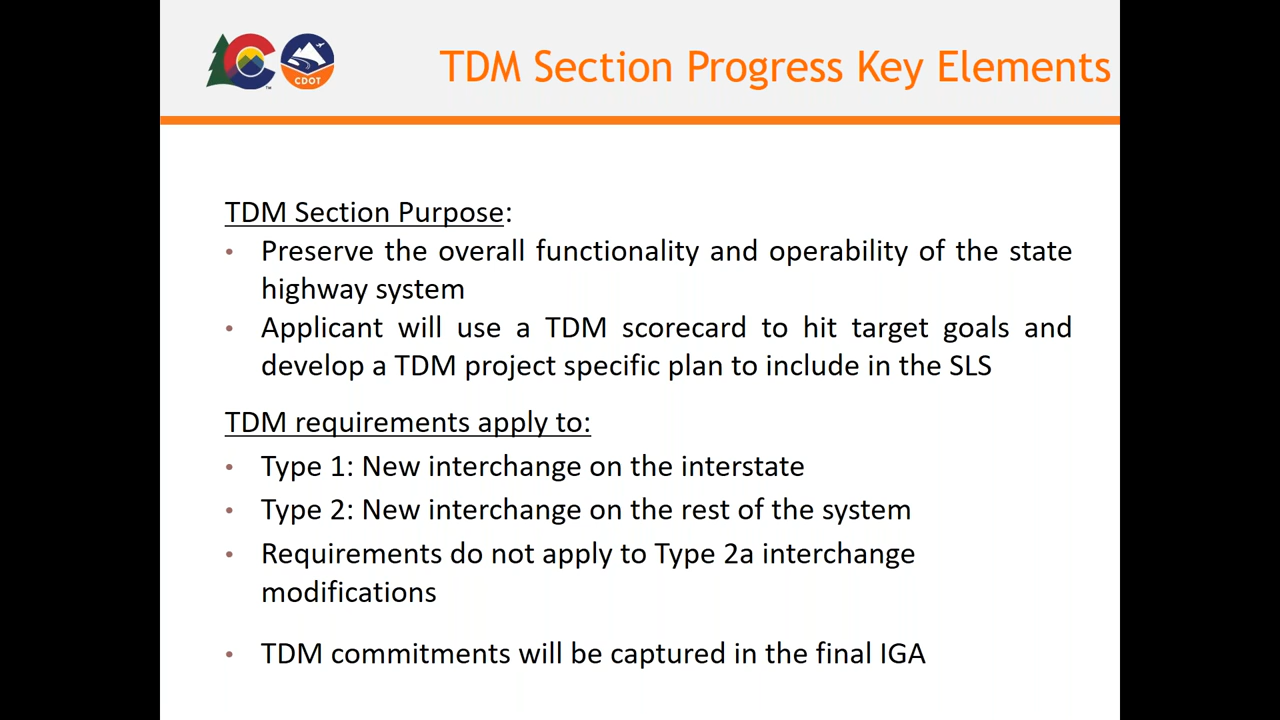 CDOT
TDM Section Progress Key Elements
TDM Section Purpose:
• Preserve the overall functionality and operability of the state
highway system
• Applicant will use a TDM scorecard to hit target goals and
develop a TDM project specific plan to include in the SLS
TDM requirements apply to:
• Type 1: New interchange on the interstate
• Type 2: New interchange on the rest of the system
• Requirements do not apply to Type 2a interchange
modifications
• TDM commitments will be captured in the final IGA